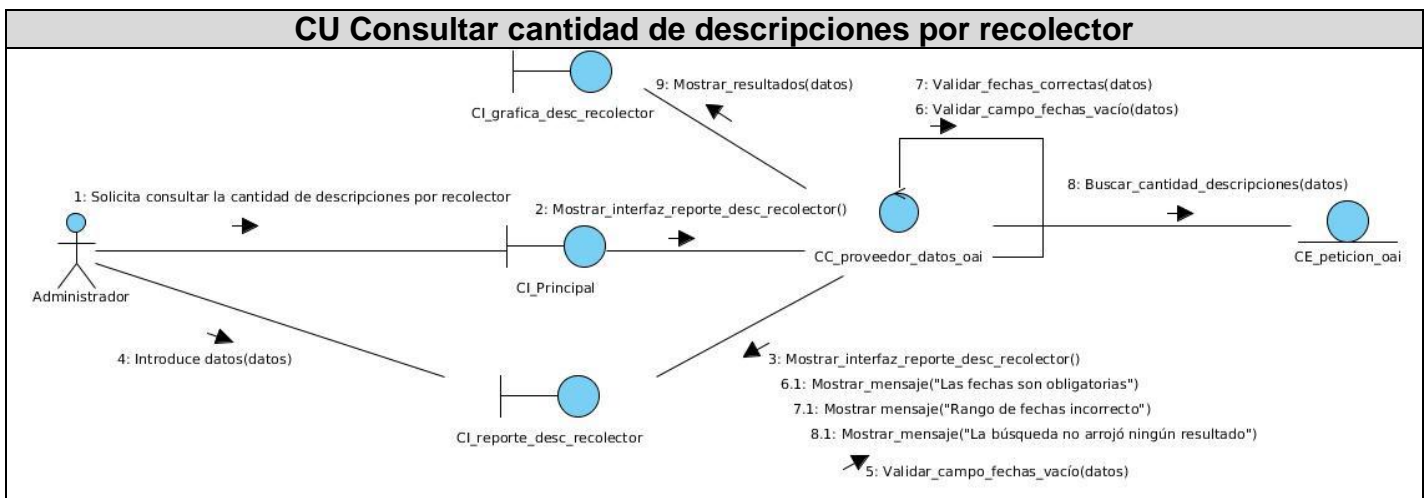 CU Consultar cantidad de descripciones por recolector
CI_grafica_desc_recolector
9: Mostrar_resultados(datos)
7: Validar_fechas_correctas(datos)
6: Validar_campo_fechas_vacío(datos)
1: Solicita consultar la cantidad de descripciones por recolector
2: Mostrar_interfaz_reporte_desc_recolector()
8: Buscar_cantidad_descripciones(datos)
Administrador
CI_Principal
CC_proveedor_datos_oai
CE_peticion_oai
4: Introduce datos(datos)
3: Mostrar_interfaz_reporte_desc_recolector()
6.1: Mostrar_mensaje("Las fechas son obligatorias")
7.1: Mostrar mensaje("Rango de fechas incorrecto")
8.1: Mostrar_mensaje("La búsqueda no arrojó ningún resultado")
CI_reporte_desc_recolector
5: Validar_campo_fechas_vacío(datos)